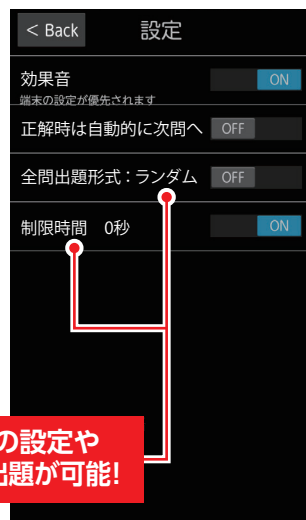 < Back 設定
効果音 ON
端末の設定が優先されます
正解時は自動的に次問へ OFF
全問出題形式：ランダム OFF
制限時間 0秒 ON
の設定や
出題が可能!